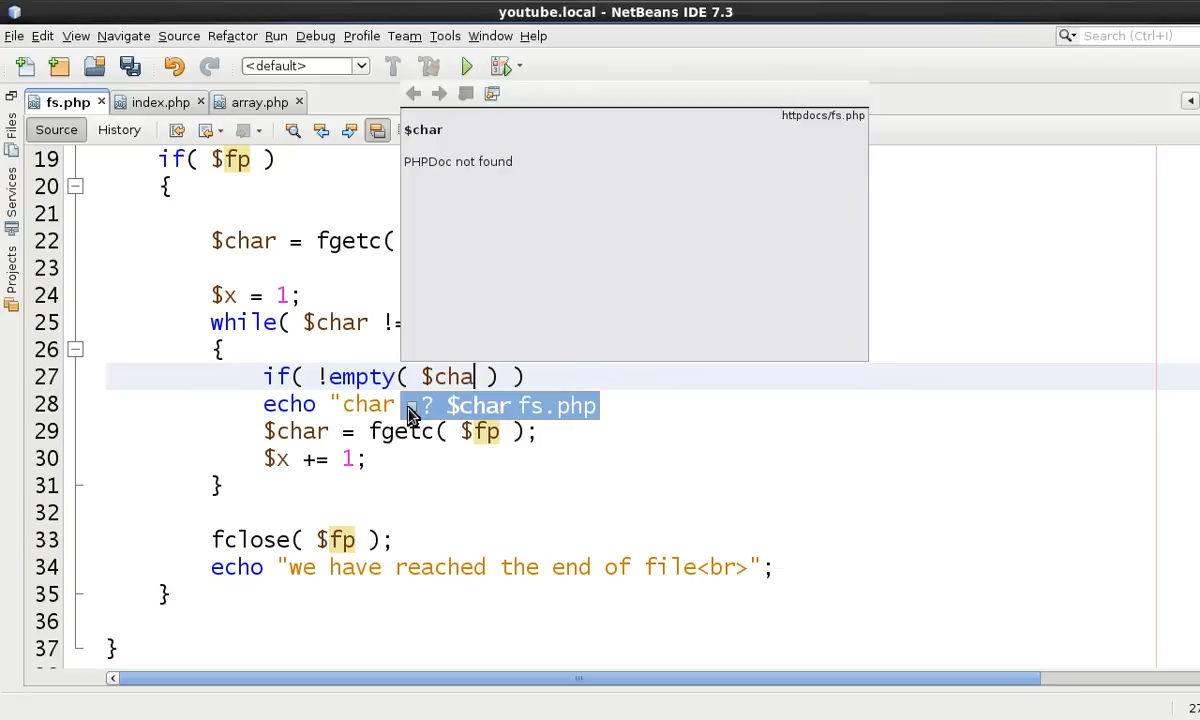 youtube.local - NetBeans IDE 7.3
File Edit View Navigate Source Refactor Run Debug Profile Team Tools Window Help
Search (Ctrl+I)
<default>
fs.php index.php array.php
Source History
Files
Services
Projects
httpdocs/fs.php
$char
PHPDoc not found
19 if( $fp )
20 {
21
22 $char = fgetc(
23
24 $x = 1;
25 while( $char !=
26 {
27 if( !empty( $cha ) )
28 echo "char
? $char fs.php
29 $char = fgetc( $fp );
30 $x += 1;
31 }
32
33 fclose( $fp );
34 echo "we have reached the end of file<br>";
35 }
36
37 }
27